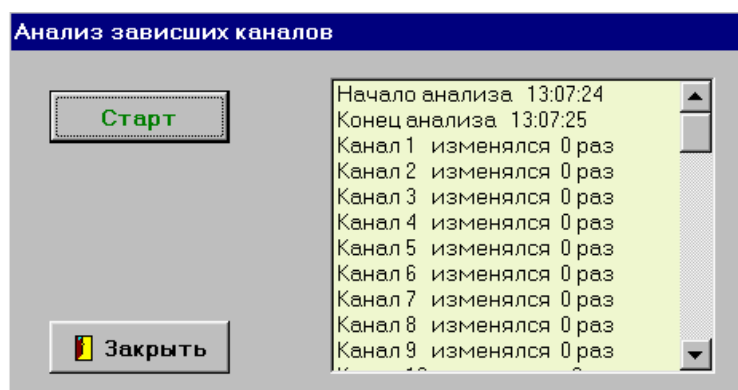 Анализ зависших каналов
Старт
Начало анализа 13:07:24
Конец анализа 13:07:25
Канал 1 изменялся 0 раз
Канал 2 изменялся 0 раз
Канал 3 изменялся 0 раз
Канал 4 изменялся 0 раз
Канал 5 изменялся 0 раз
Канал 6 изменялся 0 раз
Канал 7 изменялся 0 раз
Канал 8 изменялся 0 раз
Канал 9 изменялся 0 раз
Закрыть